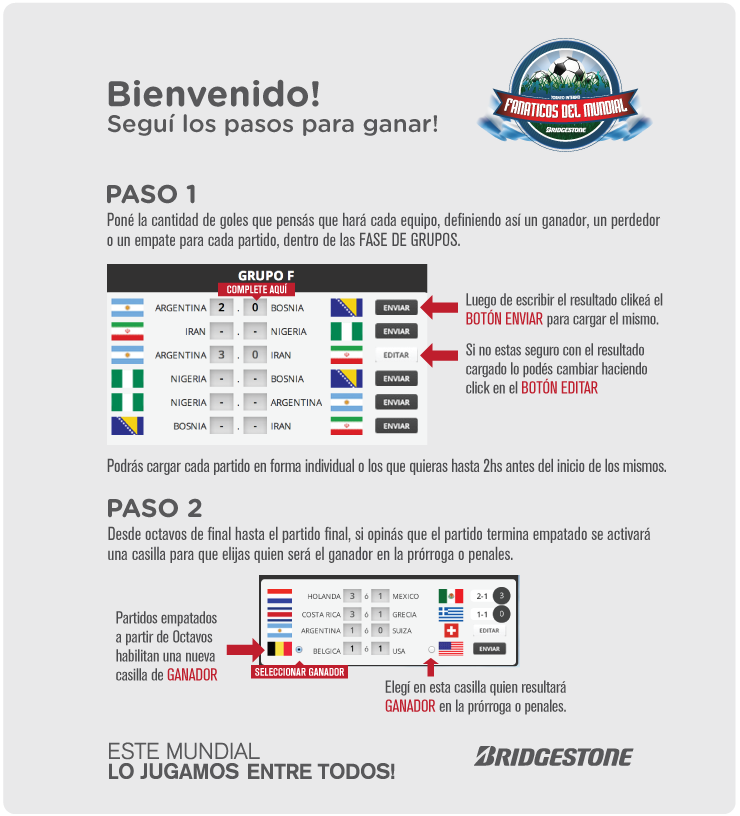 Bienvenido!
Seguí los pasos para ganar!
TORNEO INTERNO
FANATICOS DEL MUNDIAL
BRIDGESTONE
PASO 1
Poné la cantidad de goles que pensás que hará cada equipo, definiendo así un ganador, un perdedor
o un empate para cada partido, dentro de las FASE DE GRUPOS.
GRUPO F
COMPLETE AQUÍ
ARGENTINA 2 . 0 BOSNIA ENVIAR
IRAN - . - NIGERIA ENVIAR
ARGENTINA 3 . 0 IRAN EDITAR
NIGERIA - . - BOSNIA ENVIAR
NIGERIA - . - ARGENTINA ENVIAR
BOSNIA - . - IRAN ENVIAR
Luego de escribir el resultado clikeá el
BOTÓN ENVIAR para cargar el mismo.
Si no estas seguro con el resultado
cargado lo podés cambiar haciendo
click en el BOTÓN EDITAR
Podrás cargar cada partido en forma individual o los que quieras hasta 2hs antes del inicio de los mismos.
PASO 2
Desde octavos de final hasta el partido final, si opinás que el partido termina empatado se activará
una casilla para que elijas quien será el ganador en la prórroga o penales.
Partidos empatados
a partir de Octavos
habilitan una nueva
casilla de GANADOR
HOLANDA 3 6 1 MEXICO 2-1 3
COSTA RICA 3 6 1 GRECIA 1-1 0
ARGENTINA 1 6 0 SUIZA EDITAR
BELGICA 1 6 1 USA ENVIAR
SELECCIONAR GANADOR
Elegí en esta casilla quien resultará
GANADOR en la prórroga o penales.
ESTE MUNDIAL
LO JUGAMOS ENTRE TODOS!
BRIDGESTONE